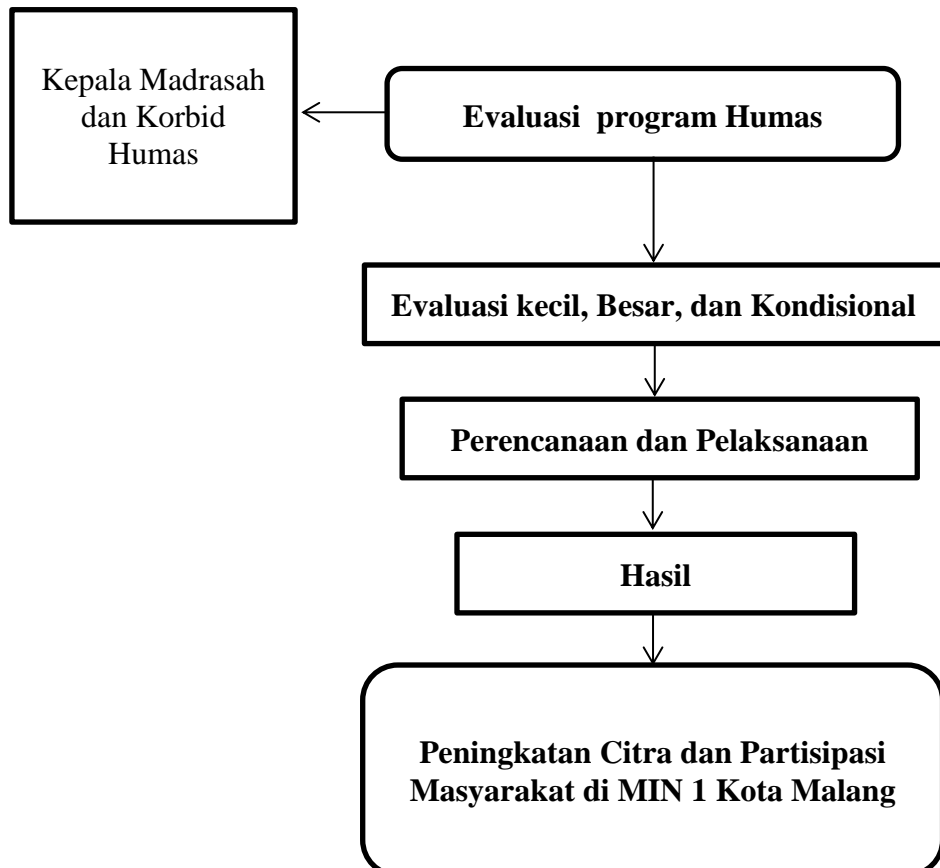 Kepala Madrasah
dan Korbid
Humas
Evaluasi program Humas
Evaluasi kecil, Besar, dan Kondisional
Perencanaan dan Pelaksanaan
Hasil
Peningkatan Citra dan Partisipasi
Masyarakat di MIN 1 Kota Malang